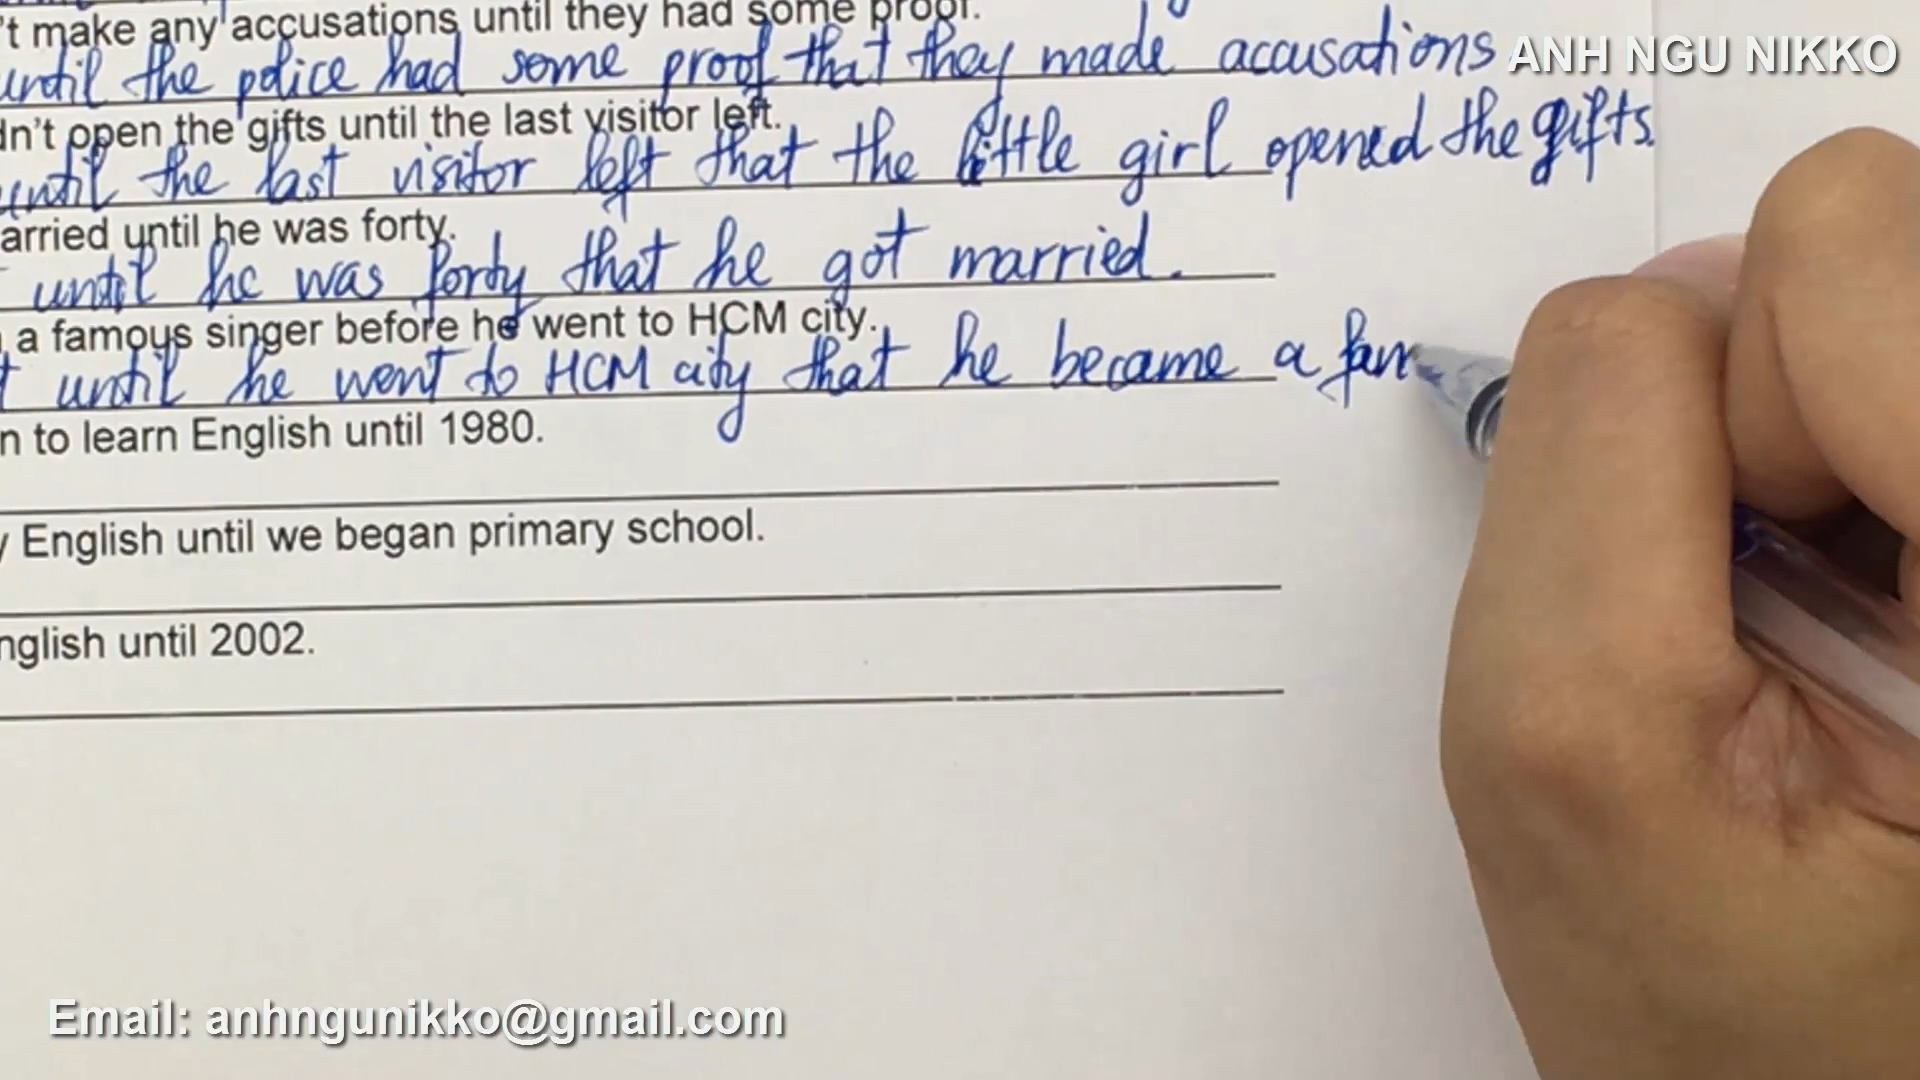 't make any accusations until they had some proof.
until the police had some proof that they made accusations
ANH NGU NIKKO
dn't open the gifts until the last visitor left.
until the last visitor left that the little girl opened the gifts.
arried until he was forty.
t until he was forty that he got married.
a famous singer before he went to HCM city.
t until he went to HCM city that he became a fam
n to learn English until 1980.
y English until we began primary school.
nglish until 2002.
Email: anhngunikko@gmail.com